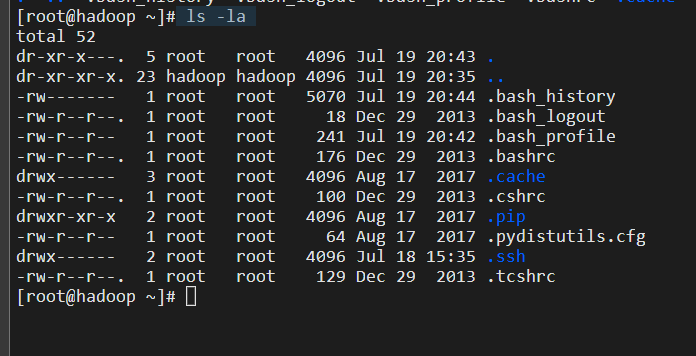 [root@hadoop ~]# ls -la
total 52
dr-xr-x---.  5 root   root   4096 Jul 19 20:43 .
dr-xr-xr-x. 23 hadoop hadoop 4096 Jul 19 20:35 ..
-rw-------   1 root   root   5070 Jul 19 20:44 .bash_history
-rw-r--r--.  1 root   root     18 Dec 29  2013 .bash_logout
-rw-r--r--   1 root   root    241 Jul 19 20:42 .bash_profile
-rw-r--r--.  1 root   root    176 Dec 29  2013 .bashrc
drwx------   3 root   root   4096 Aug 17  2017 .cache
-rw-r--r--.  1 root   root    100 Dec 29  2013 .cshrc
drwxr-xr-x   2 root   root   4096 Aug 17  2017 .pip
-rw-r--r--   1 root   root     64 Aug 17  2017 .pydistutils.cfg
drwx------   2 root   root   4096 Jul 18 15:35 .ssh
-rw-r--r--.  1 root   root    129 Dec 29  2013 .tcshrc
[root@hadoop ~]#